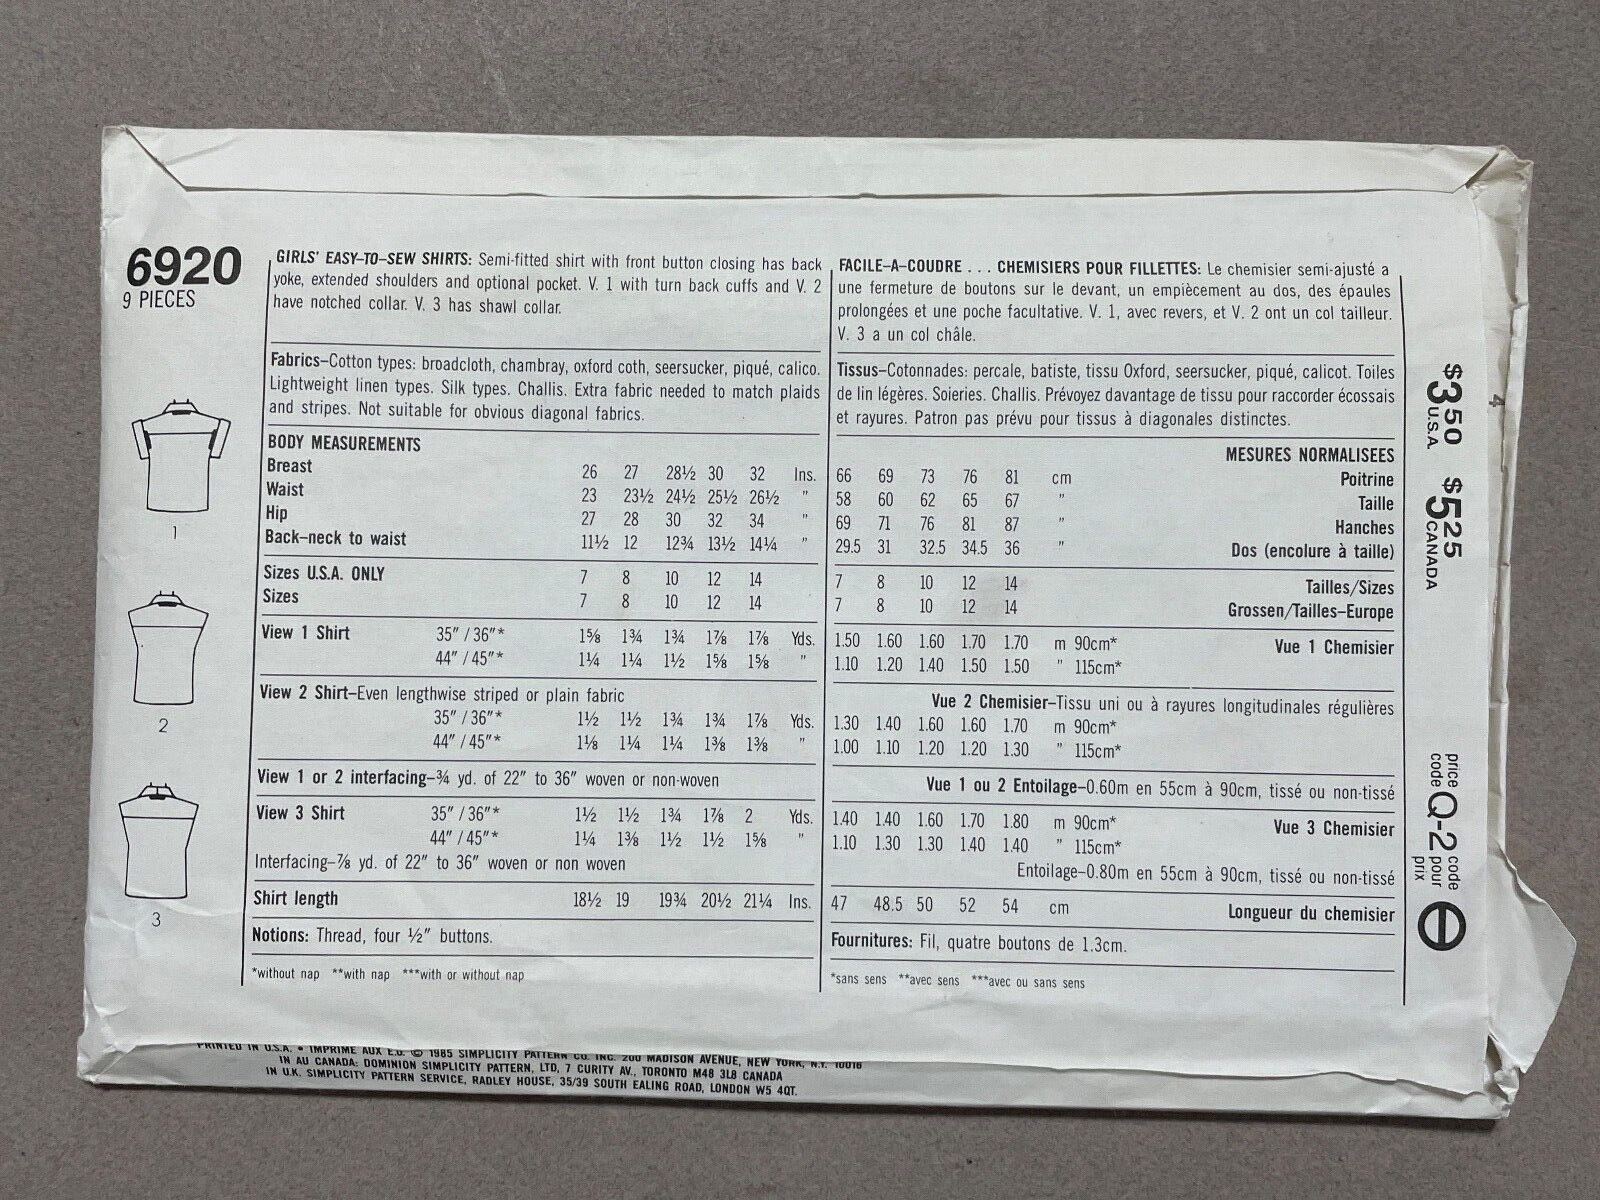 6920
9 PIECES
1
2
3
GIRLS' EASY–TO–SEW SHIRTS: Semi-fitted shirt with front button closing has back
yoke, extended shoulders and optional pocket. V. 1 with turn back cuffs and V. 2
have notched collar. V. 3 has shawl collar.
Fabrics–Cotton types: broadcloth, chambray, oxford coth, seersucker, piqué, calico.
Lightweight linen types. Silk types. Challis. Extra fabric needed to match plaids
and stripes. Not suitable for obvious diagonal fabrics.
BODY MEASUREMENTS
Breast 26 27 28½ 30 32 Ins.
Waist 23 23½ 24½ 25½ 26½ "
Hip 27 28 30 32 34 "
Back–neck to waist 11½ 12 12¾ 13½ 14¼ "
Sizes U.S.A. ONLY 7 8 10 12 14
Sizes 7 8 10 12 14
View 1 Shirt 35" / 36"* 1⅝ 1¾ 1¾ 1⅞ 1⅞ Yds.
44" / 45"* 1¼ 1¼ 1½ 1⅝ 1⅝ "
View 2 Shirt–Even lengthwise striped or plain fabric
35" / 36"* 1½ 1½ 1¾ 1¾ 1⅞ Yds.
44" / 45"* 1⅛ 1¼ 1¼ 1⅜ 1⅜ "
View 1 or 2 interfacing–¾ yd. of 22" to 36" woven or non-woven
View 3 Shirt 35" / 36"* 1½ 1½ 1¾ 1⅞ 2 Yds.
44" / 45"* 1¼ 1⅜ 1½ 1½ 1⅝ "
Interfacing–⅞ yd. of 22" to 36" woven or non woven
Shirt length 18½ 19 19¾ 20½ 21¼ Ins.
Notions: Thread, four ½" buttons.
*without nap **with nap ***with or without nap
FACILE–A–COUDRE . . . CHEMISIERS POUR FILLETTES: Le chemisier semi-ajusté a
une fermeture de boutons sur le devant, un empiècement au dos, des épaules
prolongées et une poche facultative. V. 1, avec revers, et V. 2 ont un col tailleur.
V. 3 a un col châle.
Tissus–Cotonnades: percale, batiste, tissu Oxford, seersucker, piqué, calicot. Toiles
de lin légères. Soieries. Challis. Prévoyez davantage de tissu pour raccorder écossais
et rayures. Patron pas prévu pour tissus à diagonales distinctes.
MESURES NORMALISEES
66 69 73 76 81 cm Poitrine
58 60 62 65 67 " Taille
69 71 76 81 87 " Hanches
29.5 31 32.5 34.5 36 " Dos (encolure à taille)
7 8 10 12 14 Tailles/Sizes
7 8 10 12 14 Grossen/Tailles–Europe
1.50 1.60 1.60 1.70 1.70 m 90cm* Vue 1 Chemisier
1.10 1.20 1.40 1.50 1.50 " 115cm*
Vue 2 Chemisier–Tissu uni ou à rayures longitudinales régulières
1.30 1.40 1.60 1.60 1.70 m 90cm*
1.00 1.10 1.20 1.20 1.30 " 115cm*
Vue 1 ou 2 Entoilage–0.60m en 55cm à 90cm, tissé ou non-tissé
1.40 1.40 1.60 1.70 1.80 m 90cm* Vue 3 Chemisier
1.10 1.30 1.30 1.40 1.40 " 115cm*
Entoilage–0.80m en 55cm à 90cm, tissé ou non-tissé
47 48.5 50 52 54 cm Longueur du chemisier
Fournitures: Fil, quatre boutons de 1.3cm.
*sans sens **avec sens ***avec ou sans sens
$3.50 U.S.A. $5.25 CANADA
price code Q-2 code pour prix
4
PRINTED IN U.S.A. • IMPRIME AUX E.U. © 1985 SIMPLICITY PATTERN CO. INC. 200 MADISON AVENUE, NEW YORK, N.Y. 10016
IN AU CANADA: DOMINION SIMPLICITY PATTERN, LTD, 7 CURITY AV., TORONTO M4B 3L8 CANADA
IN U.K. SIMPLICITY PATTERN SERVICE, RADLEY HOUSE, 35/39 SOUTH EALING ROAD, LONDON W5 4QT.